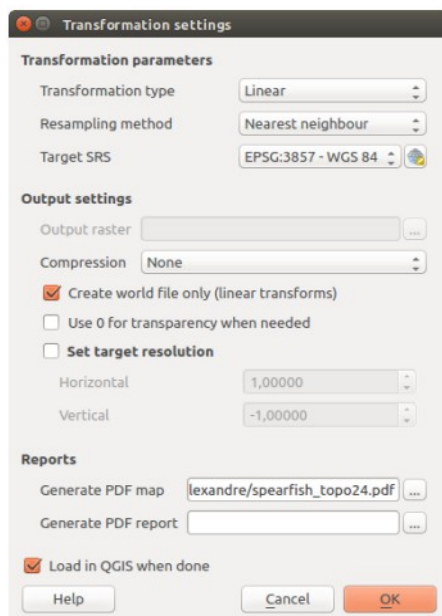 Transformation settings
Transformation parameters
Transformation type Linear
Resampling method Nearest neighbour
Target SRS EPSG:3857 - WGS 84
Output settings
Output raster ...
Compression None
Create world file only (linear transforms)
Use 0 for transparency when needed
Set target resolution
Horizontal 1,00000
Vertical -1,00000
Reports
Generate PDF map lexandre/spearfish_topo24.pdf ...
Generate PDF report ...
Load in QGIS when done
Help Cancel OK